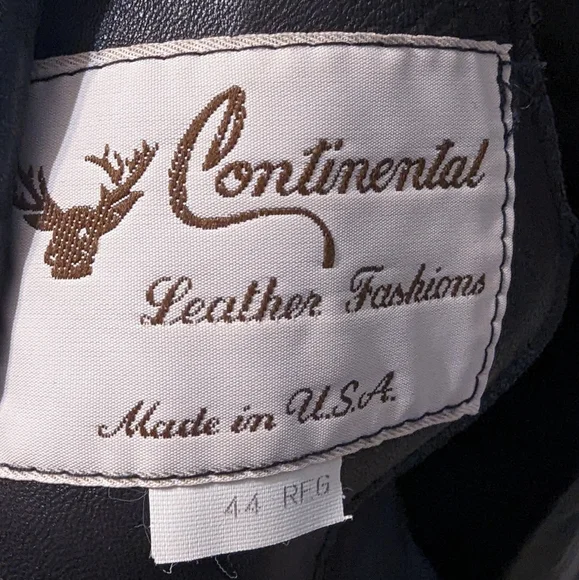 Continental
Leather Fashions
Made in U.S.A.
44 REG